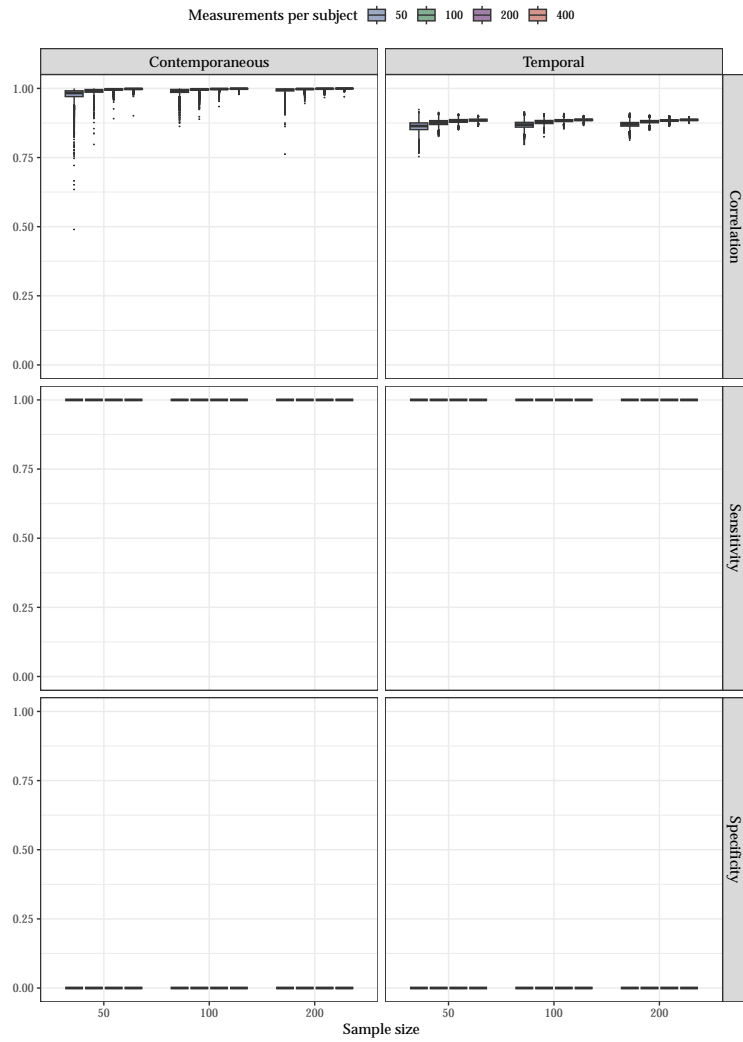 Measurements per subject 50 100 200 400
Contemporaneous Temporal
1.00
0.75
0.50
0.25
0.00
Correlation
1.00
0.75
0.50
0.25
0.00
Sensitivity
1.00
0.75
0.50
0.25
0.00
Specificity
50 100 200 50 100 200
Sample size